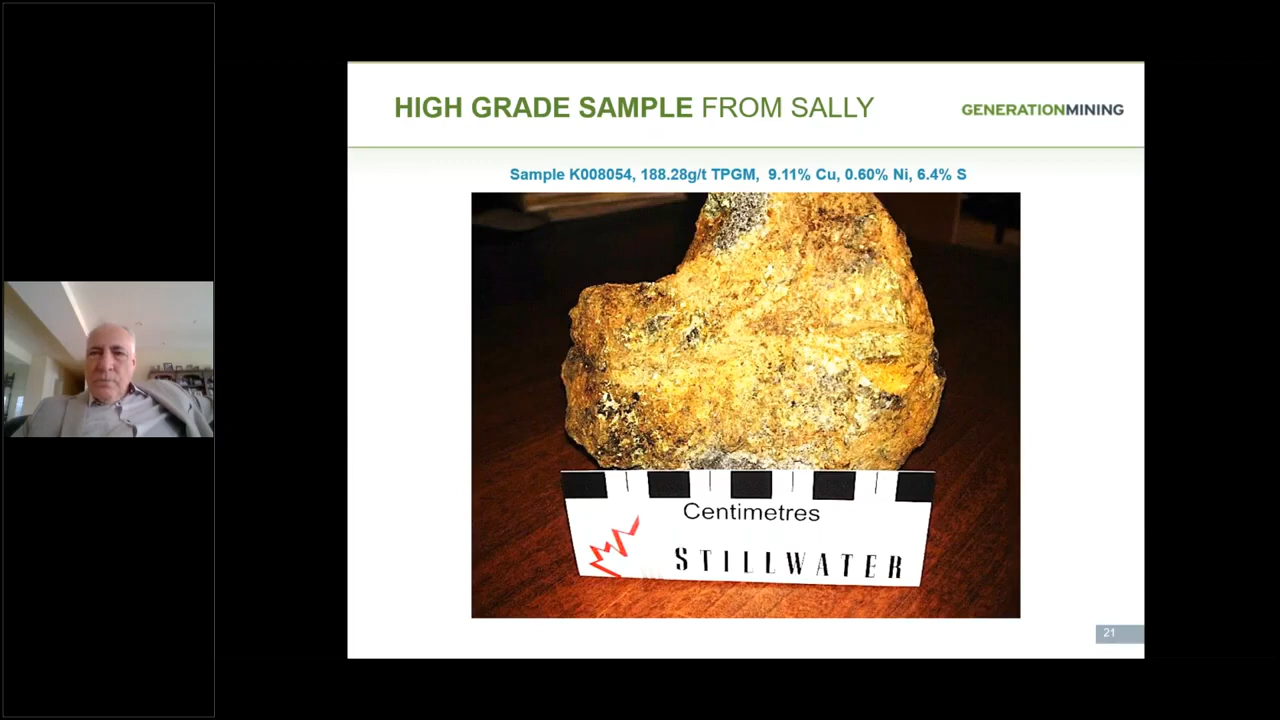 HIGH GRADE SAMPLE FROM SALLY
GENERATIONMINING
Sample K008054, 188.28g/t TPGM, 9.11% Cu, 0.60% Ni, 6.4% S
Centimetres
STILLWATER
21